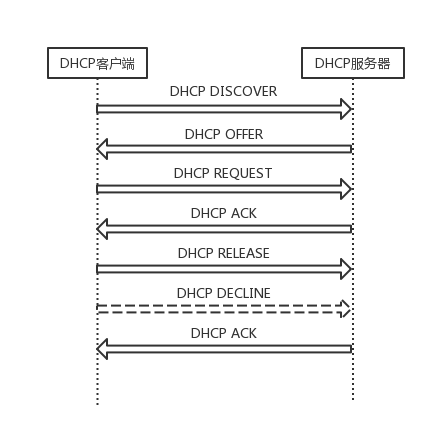 DHCP客户端
DHCP服务器
DHCP DISCOVER
DHCP OFFER
DHCP REQUEST
DHCP ACK
DHCP RELEASE
DHCP DECLINE
DHCP ACK